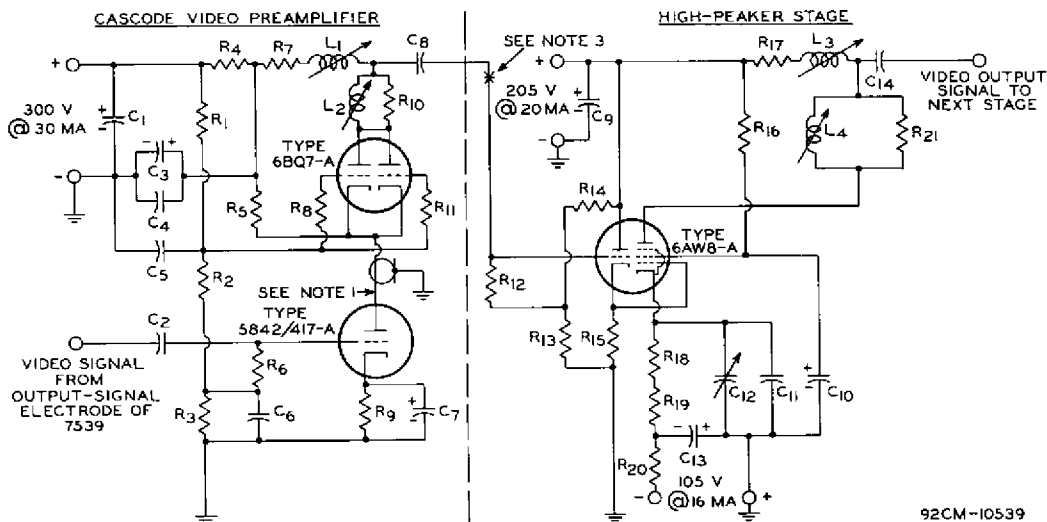 CASCODE VIDEO PREAMPLIFIER
HIGH-PEAKER STAGE
R4
R7
L1
C8
SEE NOTE 3
R17
L3
C14
VIDEO OUTPUT
SIGNAL TO
NEXT STAGE
+
300 V
@ 30 MA
-
+
-
C1
R1
L2
R10
TYPE
6BQ7-A
- +
C3
C4
C5
R5
R8
R11
R2
SEE NOTE 1
TYPE
5842/417-A
C2
VIDEO SIGNAL
FROM
OUTPUT-SIGNAL
ELECTRODE OF
7539
R6
R3
C6
R9
+
-
C7
+
205 V
@ 20 MA
-
+
-
C9
R16
L4
R21
R14
TYPE
6AW8-A
R12
R13
R15
R18
R19
C12
C11
+
-
C10
- +
C13
R20
105 V
@ 16 MA
-
+
92CM-10539